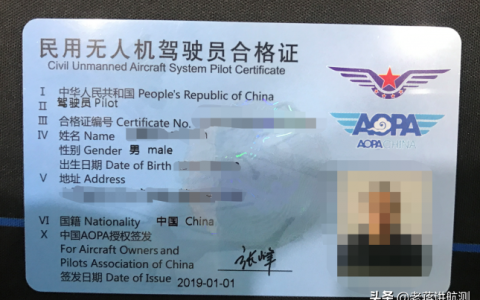 民用无人机驾驶员合格证
Civil Unmanned Aircraft System Pilot Certificate
I 中华人民共和国 People's Republic of China
II 驾驶员 Pilot
III 合格证编号 Certificate No.
IV 姓名 Name
性别 Gender 男 male
出生日期 Date of Birth
V 地址 Address
VI 国籍 Nationality 中国 China
X 中国AOPA授权签发
For Aircraft Owners and
Pilots Association of China
签发日期 Date of Issue 2019-01-01
张峰
AOPA
AOPA CHINA
头条 @老蒋讲航测